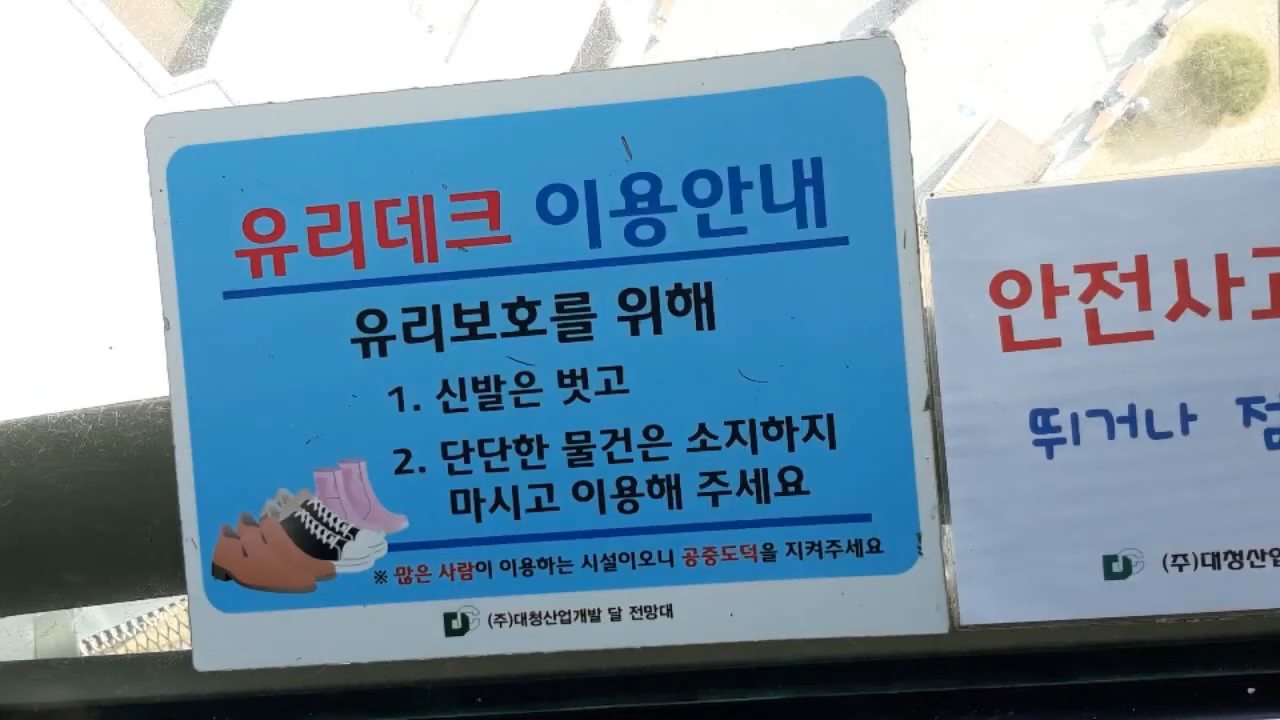 유리데크 이용안내
유리보호를 위해
1. 신발은 벗고
2. 단단한 물건은 소지하지
마시고 이용해 주세요
※ 많은 사람이 이용하는 시설이오니 공중도덕을 지켜주세요
(주)대청산업개발 달 전망대
안전사고
뛰거나
(주)대청산업